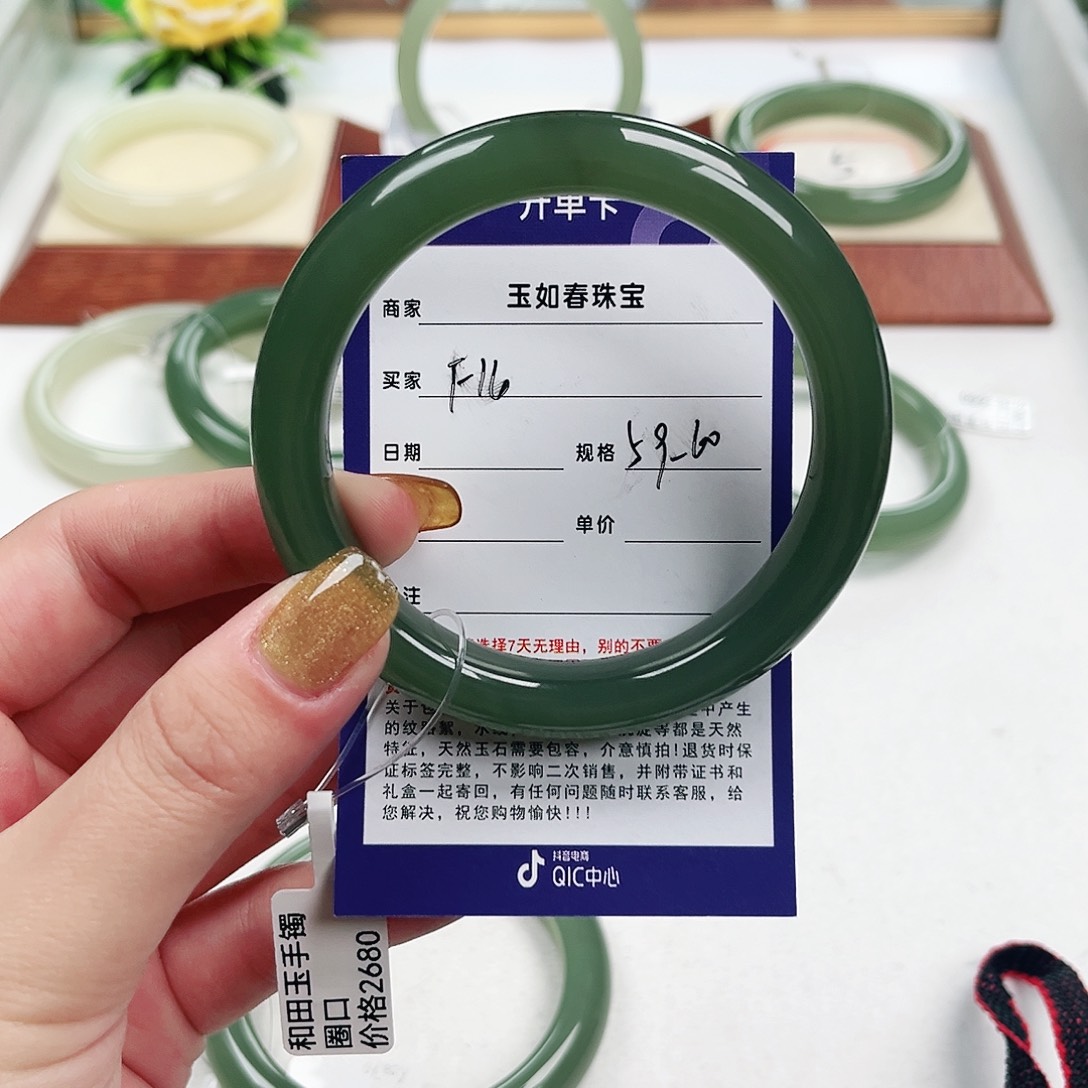 开单卡
商家 玉如春珠宝
买家 F-16
日期 规格 59-60
单价
注
选择7天无理由，别的不要
关于
中产生
的纹
等都是天然
特征，天然玉石需要包容，介意慎拍!退货时保
证标签完整，不影响二次销售，并附带证书和
礼盒一起寄回，有任何问题随时联系客服，给
您解决，祝您购物愉快!!!
抖音电商
QIC中心
和田玉手镯
圈口
价格2680